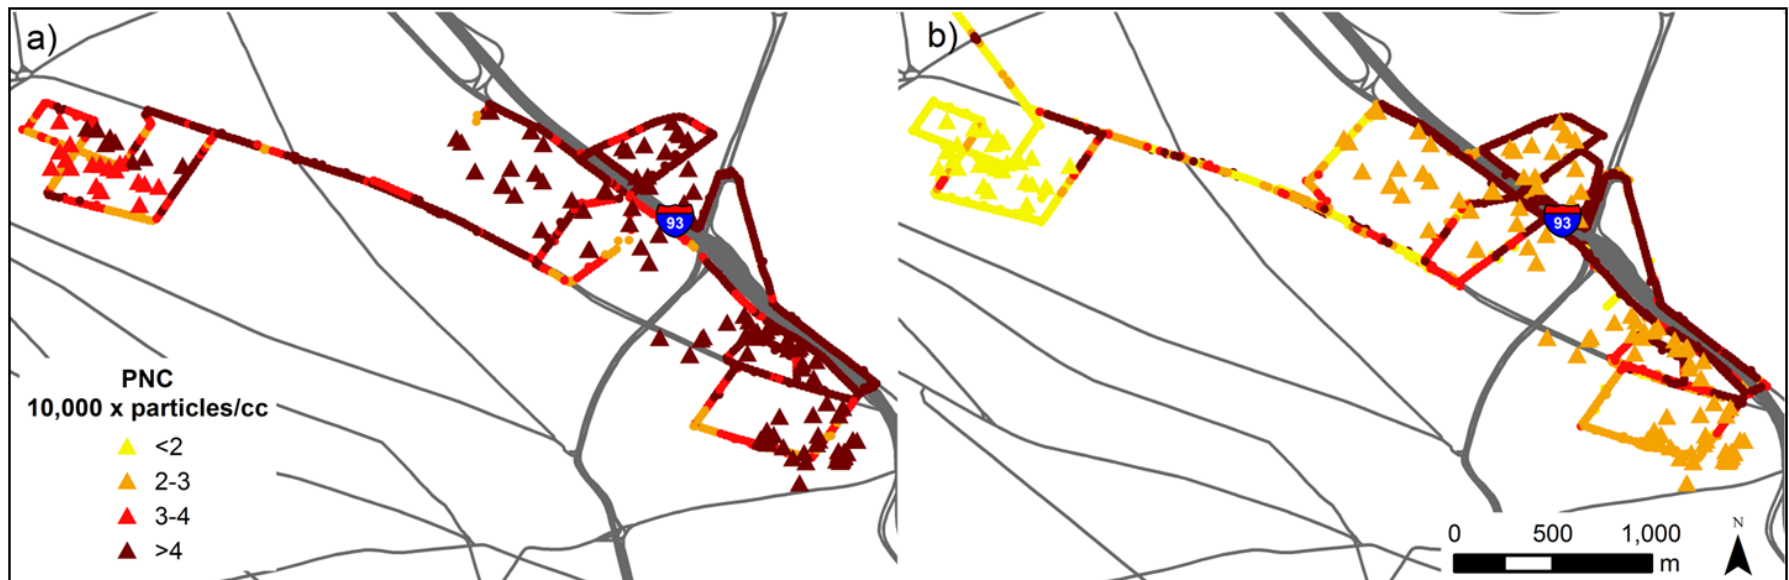 a)
b)
93
93
PNC
10,000 x particles/cc
<2
2-3
3-4
>4
0 500 1,000
m
N